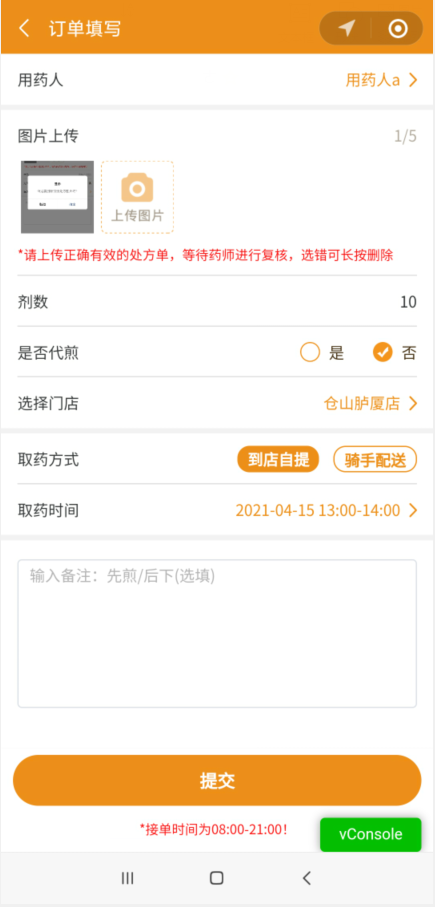 订单填写
用药人 用药人a
图片上传 1/5
上传图片
*请上传正确有效的处方单，等待药师进行复核，选错可长按删除
剂数 10
是否代煎 是 否
选择门店 仓山胪厦店
取药方式 到店自提 骑手配送
取药时间 2021-04-15 13:00-14:00
输入备注：先煎/后下(选填)
提交
*接单时间为08:00-21:00!
vConsole